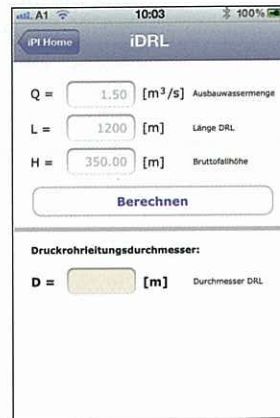 A1 10:03 100%
iPI Home iDRL
Q = 1.50 [m³/s] Ausbauwassermenge
L = 1200 [m] Länge DRL
H = 350.00 [m] Bruttofallhöhe
Berechnen
Druckrohrleitungsdurchmesser:
D = [m] Durchmesser DRL